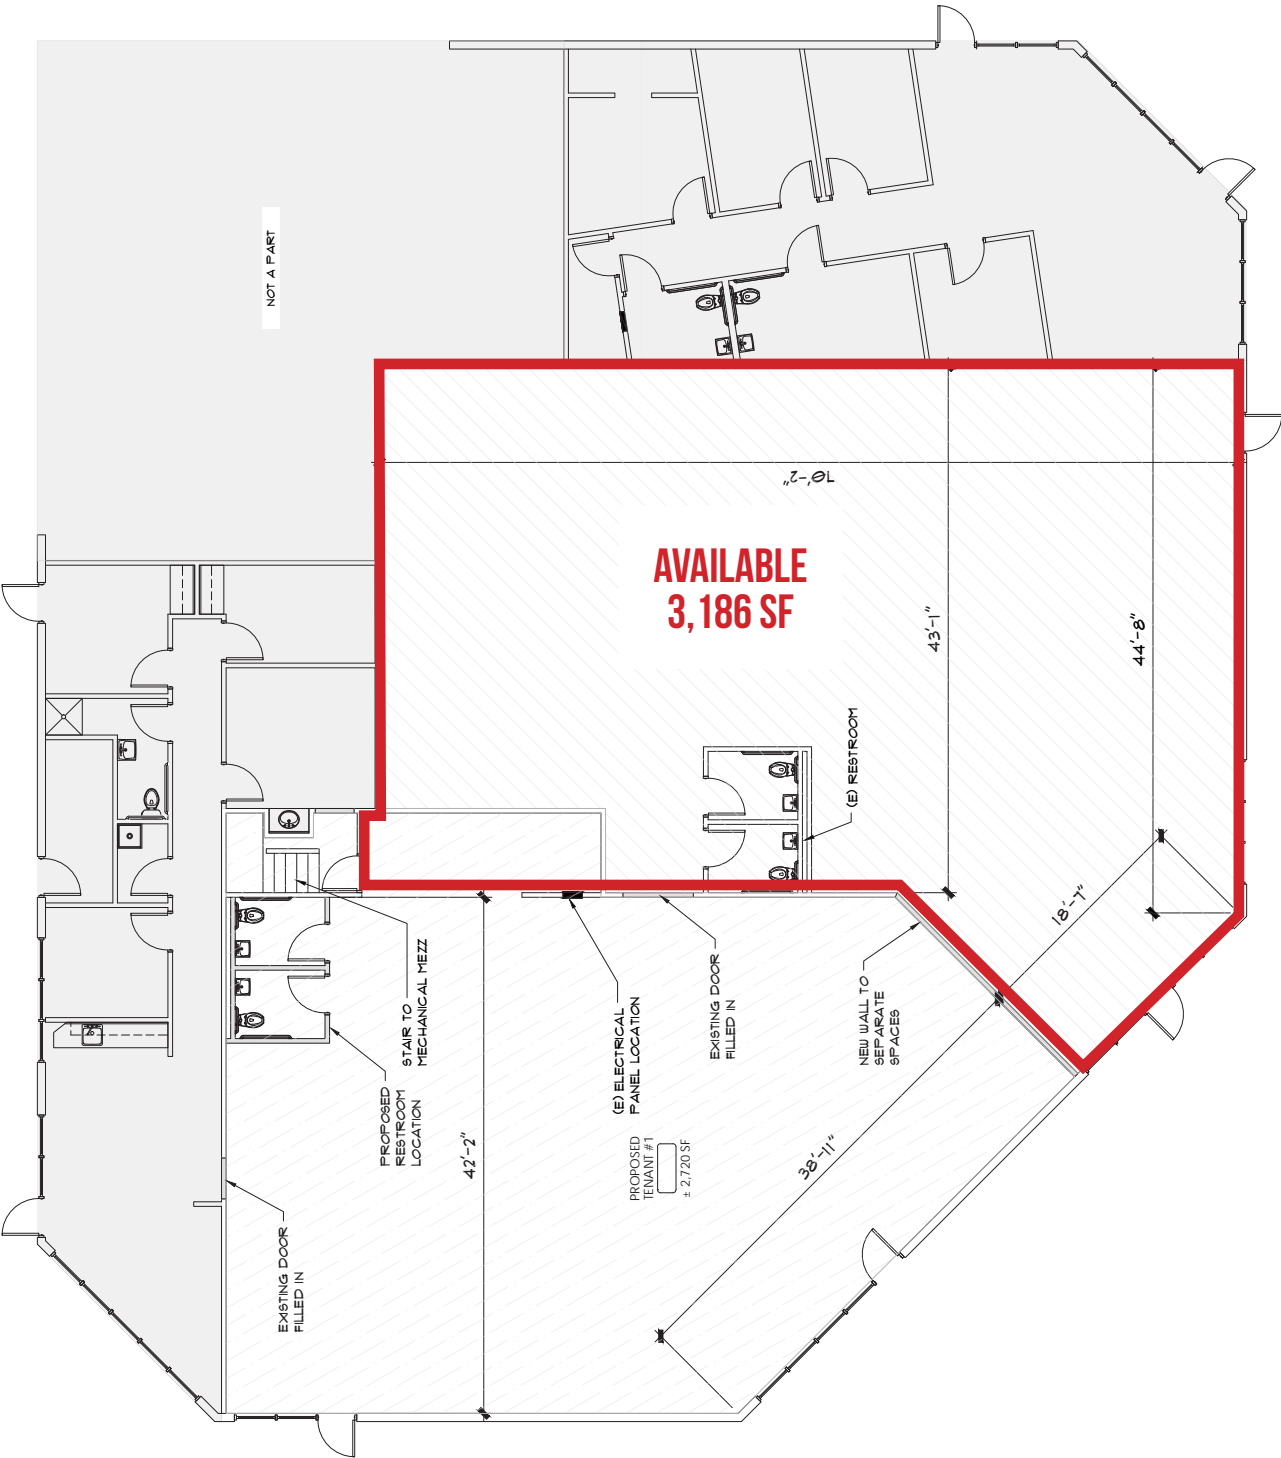 NOT A PART
70'-2"
AVAILABLE
3,186 SF
43'-1"
44'-8"
(E) RESTROOM
18'-7"
STAIR TO
MECHANICAL MEZZ
(E) ELECTRICAL
PANEL LOCATION
EXISTING DOOR
FILLED IN
NEW WALL TO
SEPARATE
SPACES
PROPOSED
RESTROOM
LOCATION
42'-2"
PROPOSED
TENANT #1
± 2,720 SF
38'-11"
EXISTING DOOR
FILLED IN